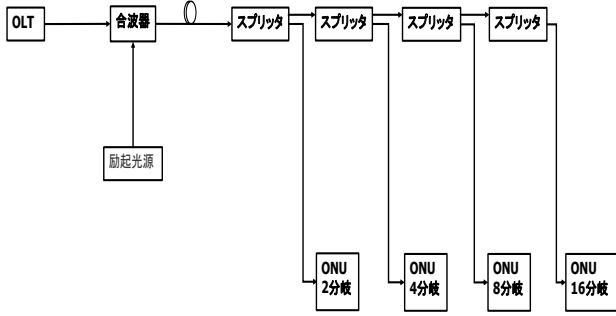 OLT
合波器
スプリッタ
スプリッタ
スプリッタ
スプリッタ
励起光源
ONU
2分岐
ONU
4分岐
ONU
8分岐
ONU
16分岐